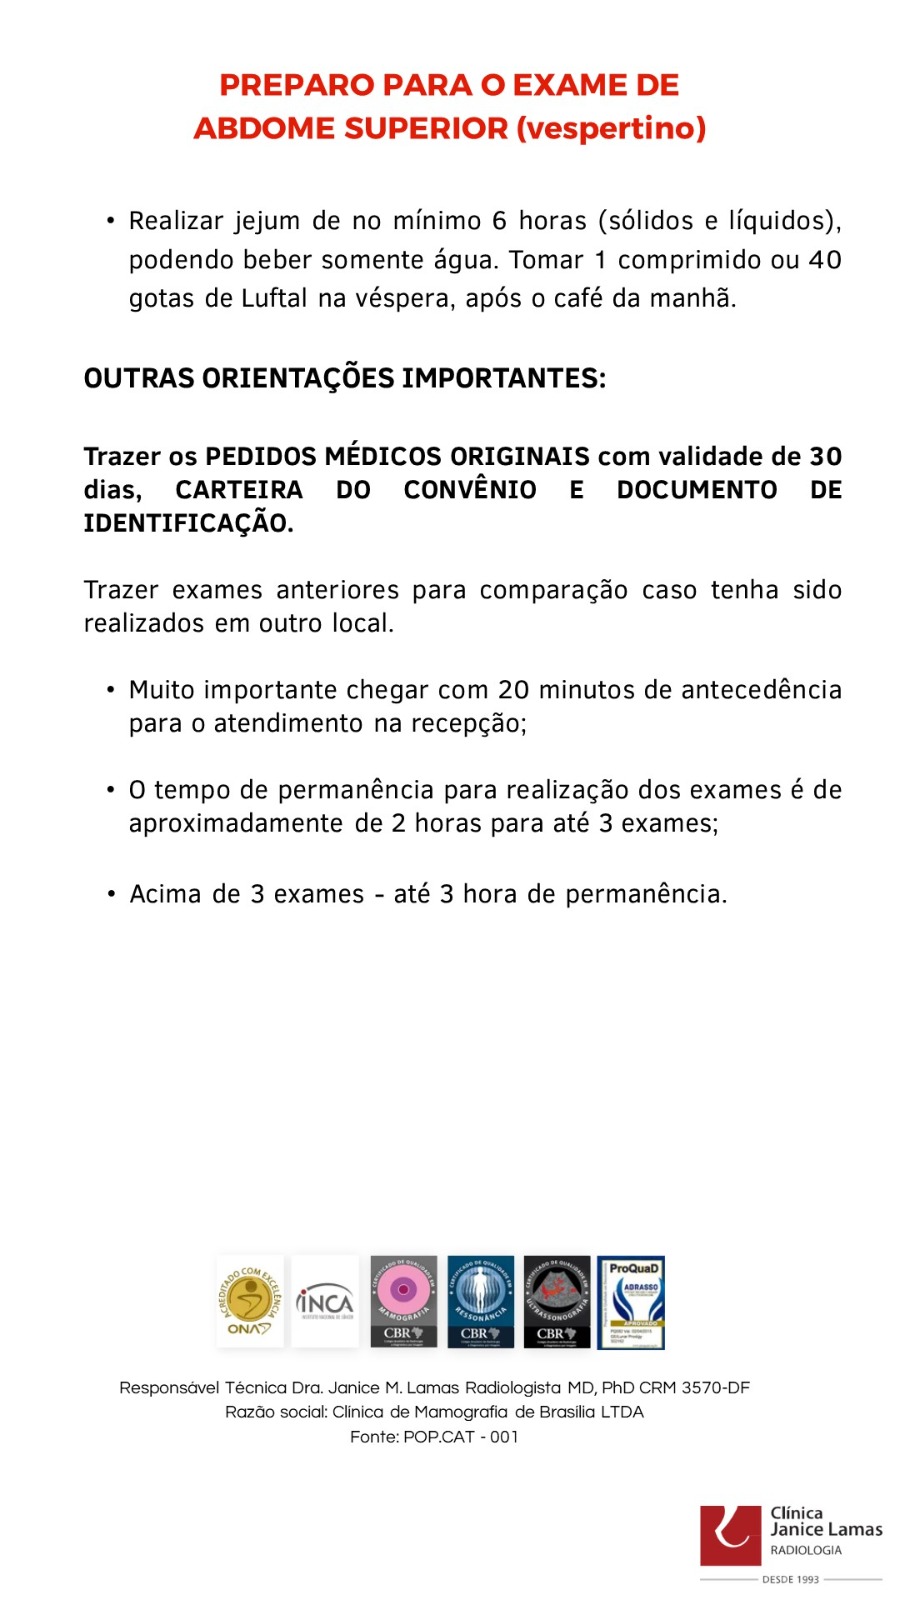 PREPARO PARA O EXAME DE
ABDOME SUPERIOR (vespertino)
• Realizar jejum de no mínimo 6 horas (sólidos e líquidos),
podendo beber somente água. Tomar 1 comprimido ou 40
gotas de Luftal na véspera, após o café da manhã.
OUTRAS ORIENTAÇÕES IMPORTANTES:
Trazer os PEDIDOS MÉDICOS ORIGINAIS com validade de 30
dias, CARTEIRA DO CONVÊNIO E DOCUMENTO DE
IDENTIFICAÇÃO.
Trazer exames anteriores para comparação caso tenha sido
realizados em outro local.
• Muito importante chegar com 20 minutos de antecedência
para o atendimento na recepção;
• O tempo de permanência para realização dos exames é de
aproximadamente de 2 horas para até 3 exames;
• Acima de 3 exames - até 3 hora de permanência.
ACREDITADO COM EXCELÊNCIA
ONA
INCA
INSTITUTO NACIONAL DE CÂNCER
CERTIFICADO DE QUALIDADE EM
MAMOGRAFIA
CBR
CERTIFICADO DE QUALIDADE EM
RESSONÂNCIA
CBR
CERTIFICADO DE QUALIDADE EM
ULTRASSONOGRAFIA
CBR
ProQuaD
ABRASSO
APROVADO
Responsável Técnica Dra. Janice M. Lamas Radiologista MD, PhD CRM 3570-DF
Razão social: Clínica de Mamografia de Brasília LTDA
Fonte: POP.CAT - 001
Clínica
Janice Lamas
RADIOLOGIA
DESDE 1993